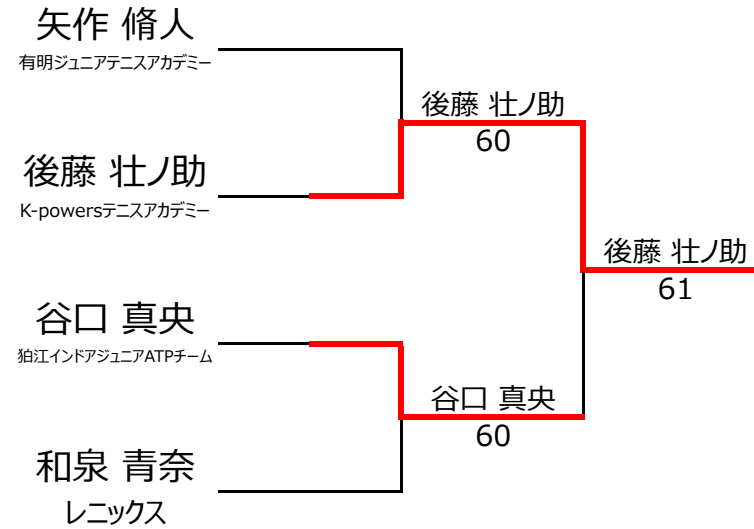 矢作 脩人
有明ジュニアテニスアカデミー
後藤 壮ノ助
60
後藤 壮ノ助
K-powersテニスアカデミー
後藤 壮ノ助
61
谷口 真央
狛江インドアジュニアATPチーム
谷口 真央
60
和泉 青奈
レニックス